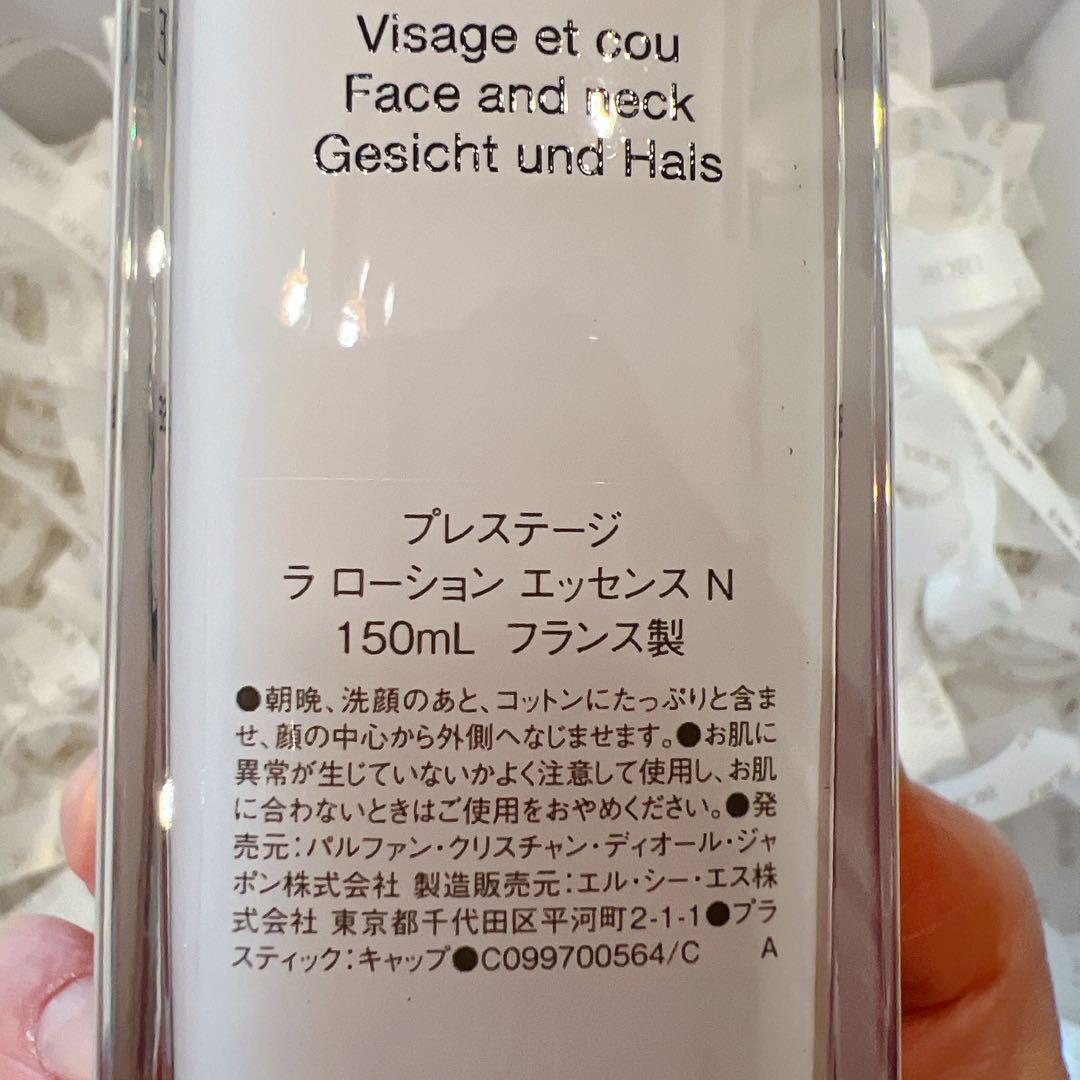 Visage et cou
Face and neck
Gesicht und Hals
プレステージ
ラ ローション エッセンス N
150mL フランス製
●朝晩、洗顔のあと、コットンにたっぷりと含ま
せ、顔の中心から外側へなじませます。●お肌に
異常が生じていないかよく注意して使用し、お肌
に合わないときはご使用をおやめください。●発
売元:パルファン・クリスチャン・ディオール・ジャ
ポン株式会社 製造販売元:エル・シー・エス株
式会社 東京都千代田区平河町2-1-1●プラ
スティック:キャップ●C099700564/C A
DIOR